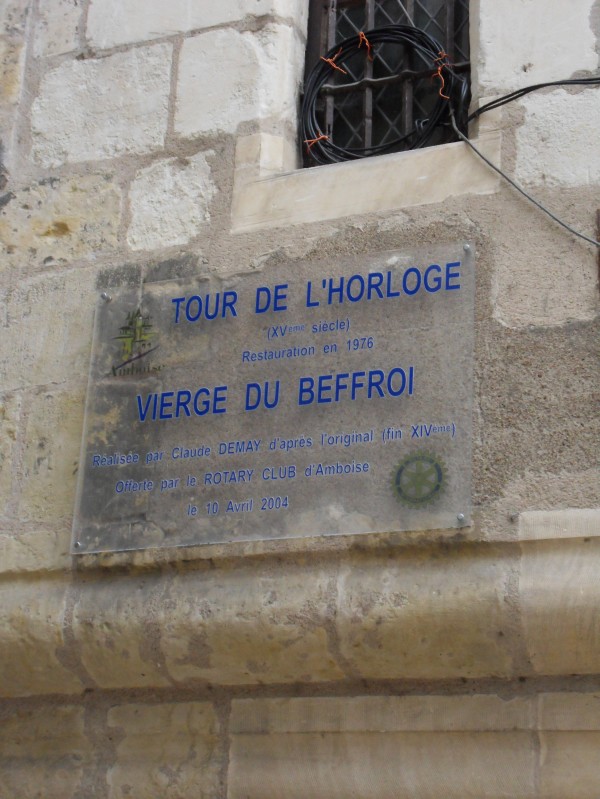 TOUR DE L'HORLOGE
(XVème siècle)
Restauration en 1976
Amboise
VIERGE DU BEFFROI
Réalisée par Claude DEMAY d'après l'original (fin XIVème)
Offerte par le ROTARY CLUB d'Amboise
le 10 Avril 2004